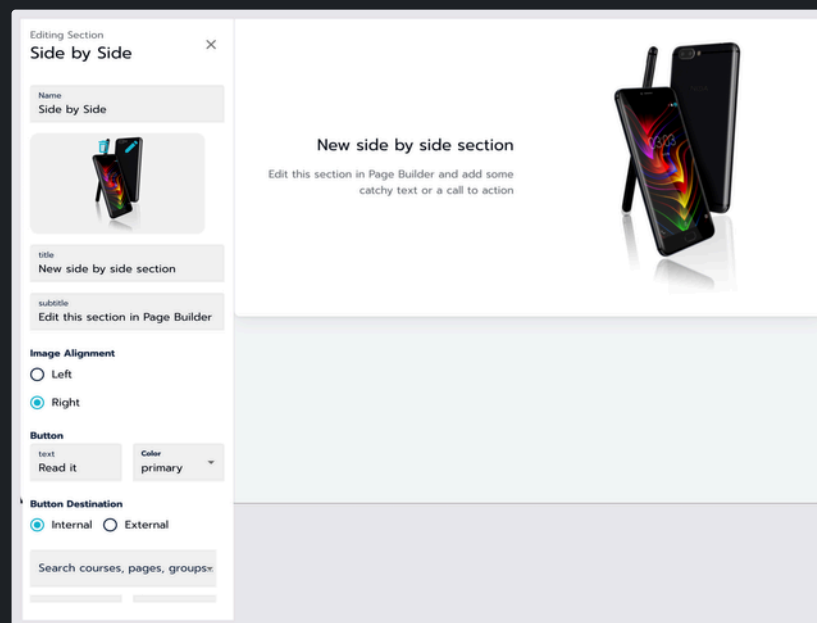 Editing Section
Side by Side
Name
Side by Side
title
New side by side section
subtitle
Edit this section in Page Builder
Image Alignment
Left
Right
Button
text
Read it
Color
primary
Button Destination
Internal
External
Search courses, pages, groups
New side by side section
Edit this section in Page Builder and add some
catchy text or a call to action
03:03